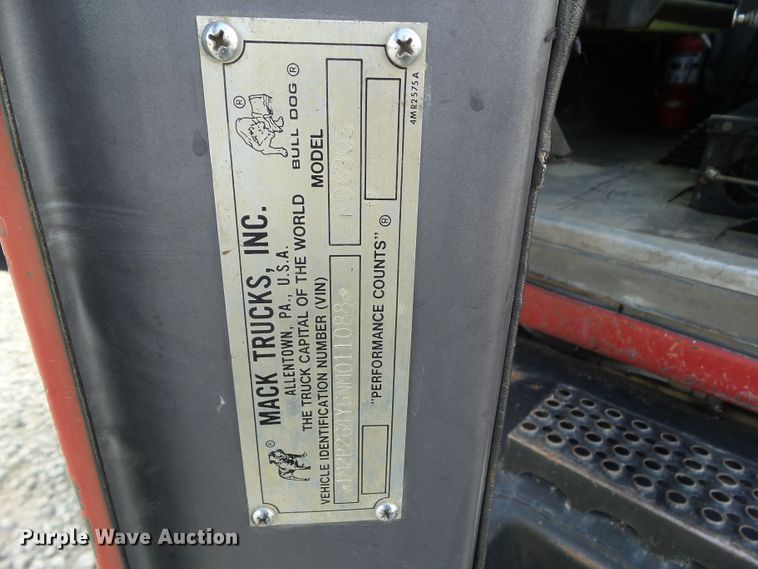 MACK TRUCKS, INC.
ALLENTOWN, PA., U.S.A.
THE TRUCK CAPITAL OF THE WORLD
BULL DOG ®
VEHICLE IDENTIFICATION NUMBER (VIN)
MODEL
"PERFORMANCE COUNTS" ®
4MR2575A
Purple Wave Auction